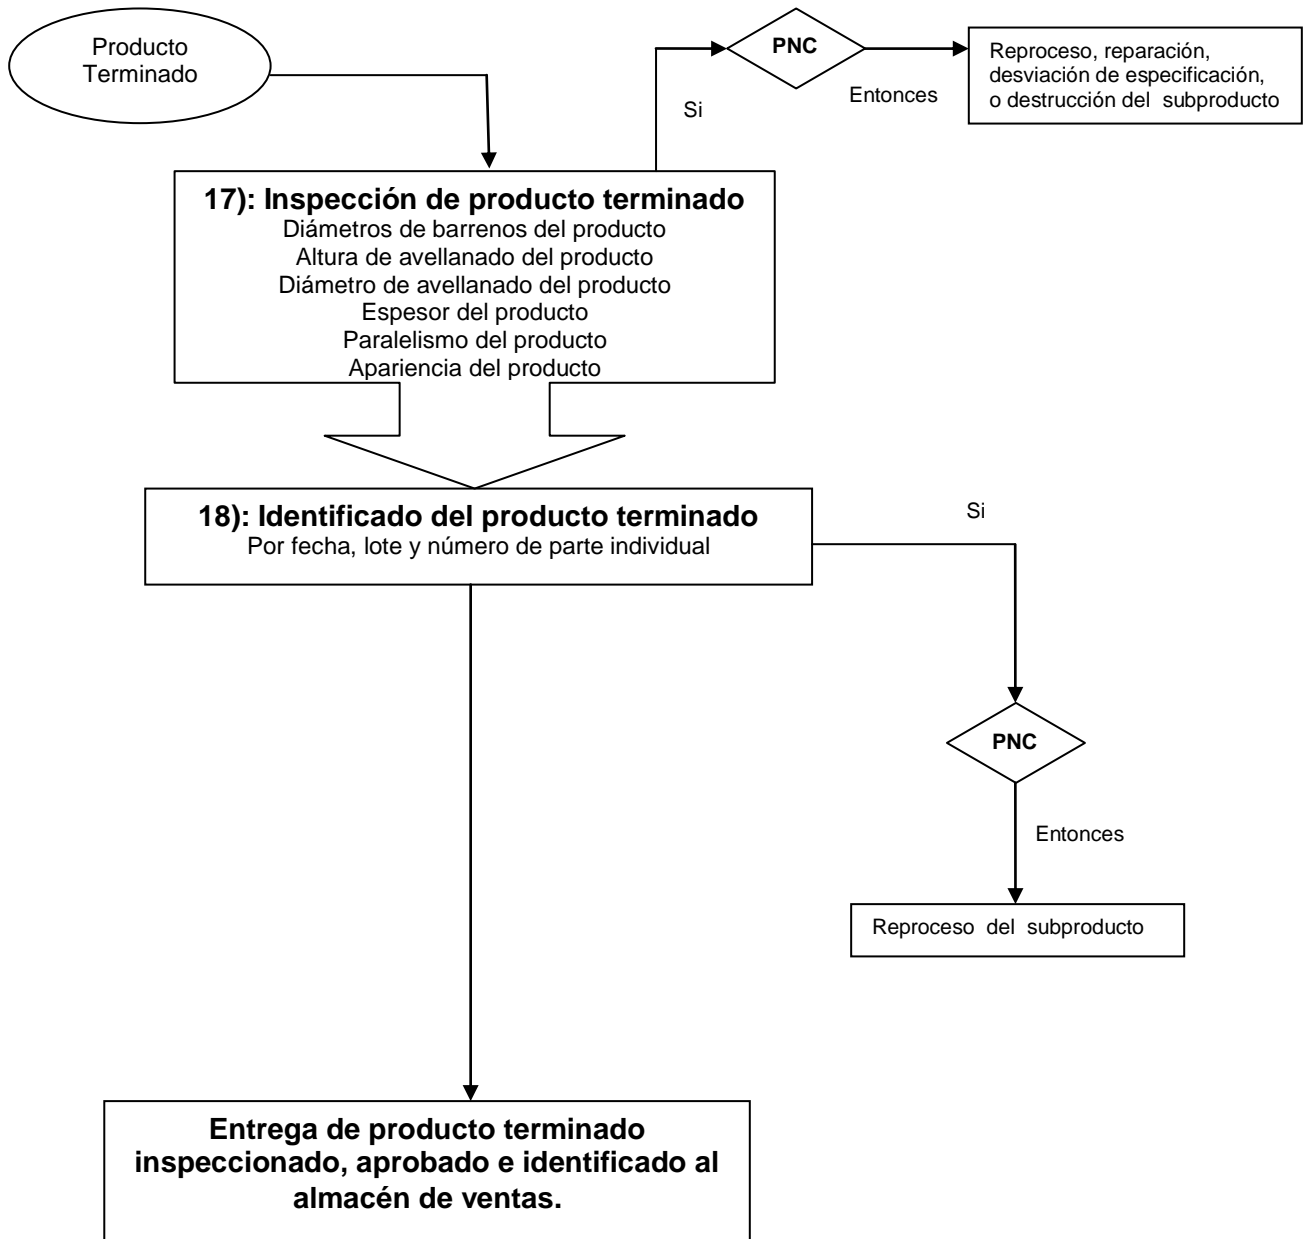 Producto
Terminado
PNC
Reproceso, reparación,
desviación de especificación,
o destrucción del subproducto
Entonces
Si
17): Inspección de producto terminado
Diámetros de barrenos del producto
Altura de avellanado del producto
Diámetro de avellanado del producto
Espesor del producto
Paralelismo del producto
Apariencia del producto
18): Identificado del producto terminado
Por fecha, lote y número de parte individual
Si
PNC
Entonces
Reproceso del subproducto
Entrega de producto terminado
inspeccionado, aprobado e identificado al
almacén de ventas.